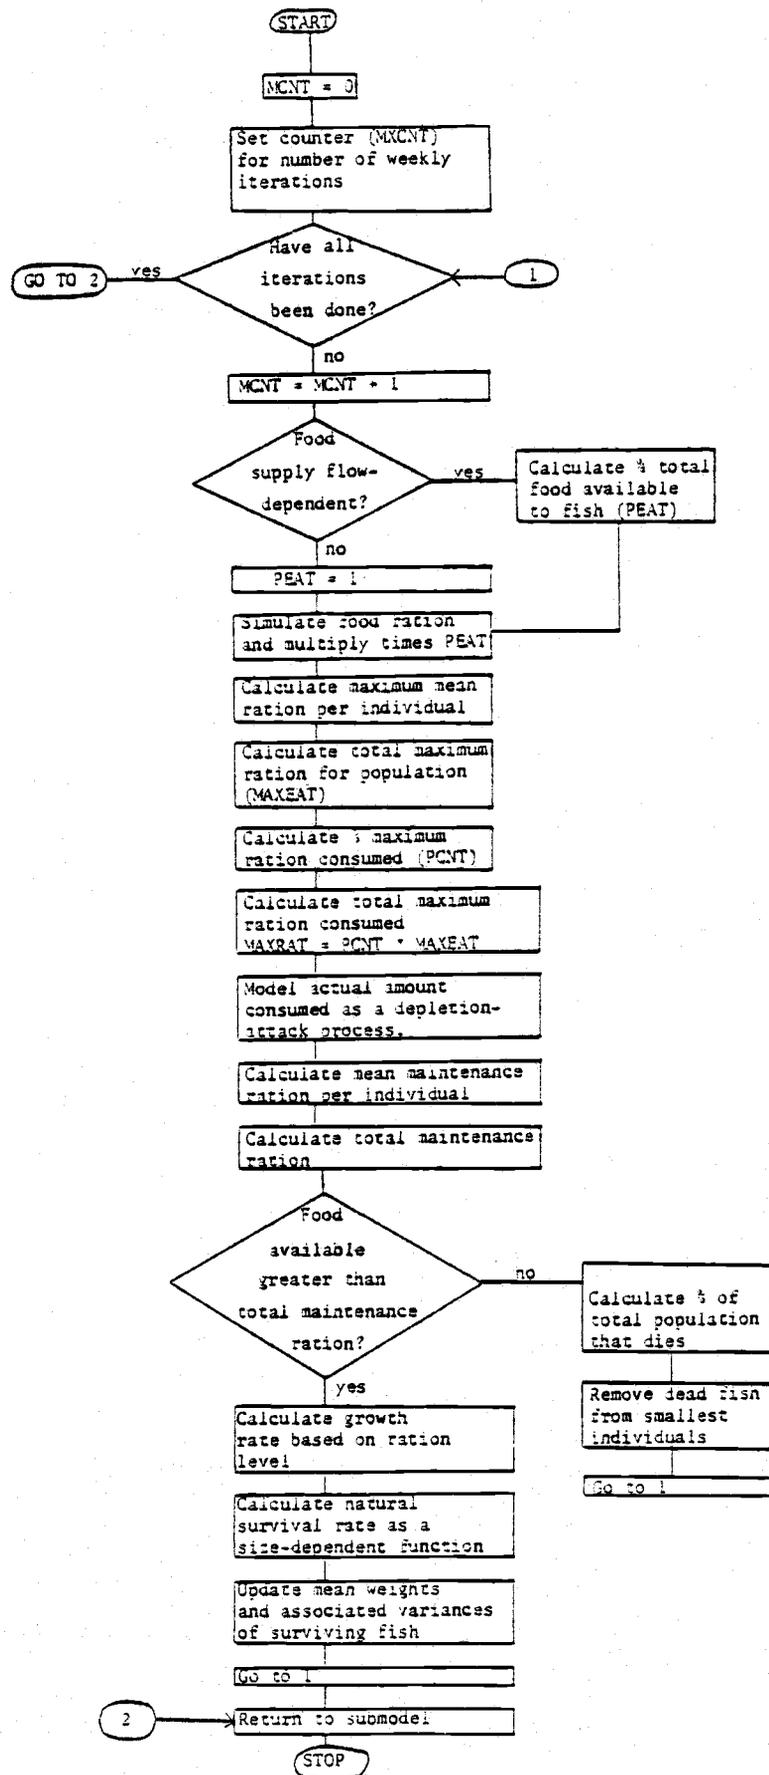 START
MCNT = 0
Set counter (MXCNT)
for number of weekly
iterations
Have all
iterations
been done?
yes
GO TO 2
1
no
MCNT = MCNT + 1
Food
supply flow-
dependent?
yes
Calculate % total
food available
to fish (PEAT)
no
PEAT = 1
Simulate food ration
and multiply times PEAT
Calculate maximum mean
ration per individual
Calculate total maximum
ration for population
(MAXEAT)
Calculate % maximum
ration consumed (PCNT)
Calculate total maximum
ration consumed
MAXRAT = PCNT * MAXEAT
Model actual amount
consumed as a depletion-
attack process.
Calculate mean maintenance
ration per individual
Calculate total maintenance
ration
Food
available
greater than
total maintenance
ration?
no
Calculate % of
total population
that dies
Remove dead fish
from smallest
individuals
Go to 1
yes
Calculate growth
rate based on ration
level
Calculate natural
survival rate as a
size-dependent function
Update mean weights
and associated variances
of surviving fish
Go to 1
2
Return to submodel
STOP